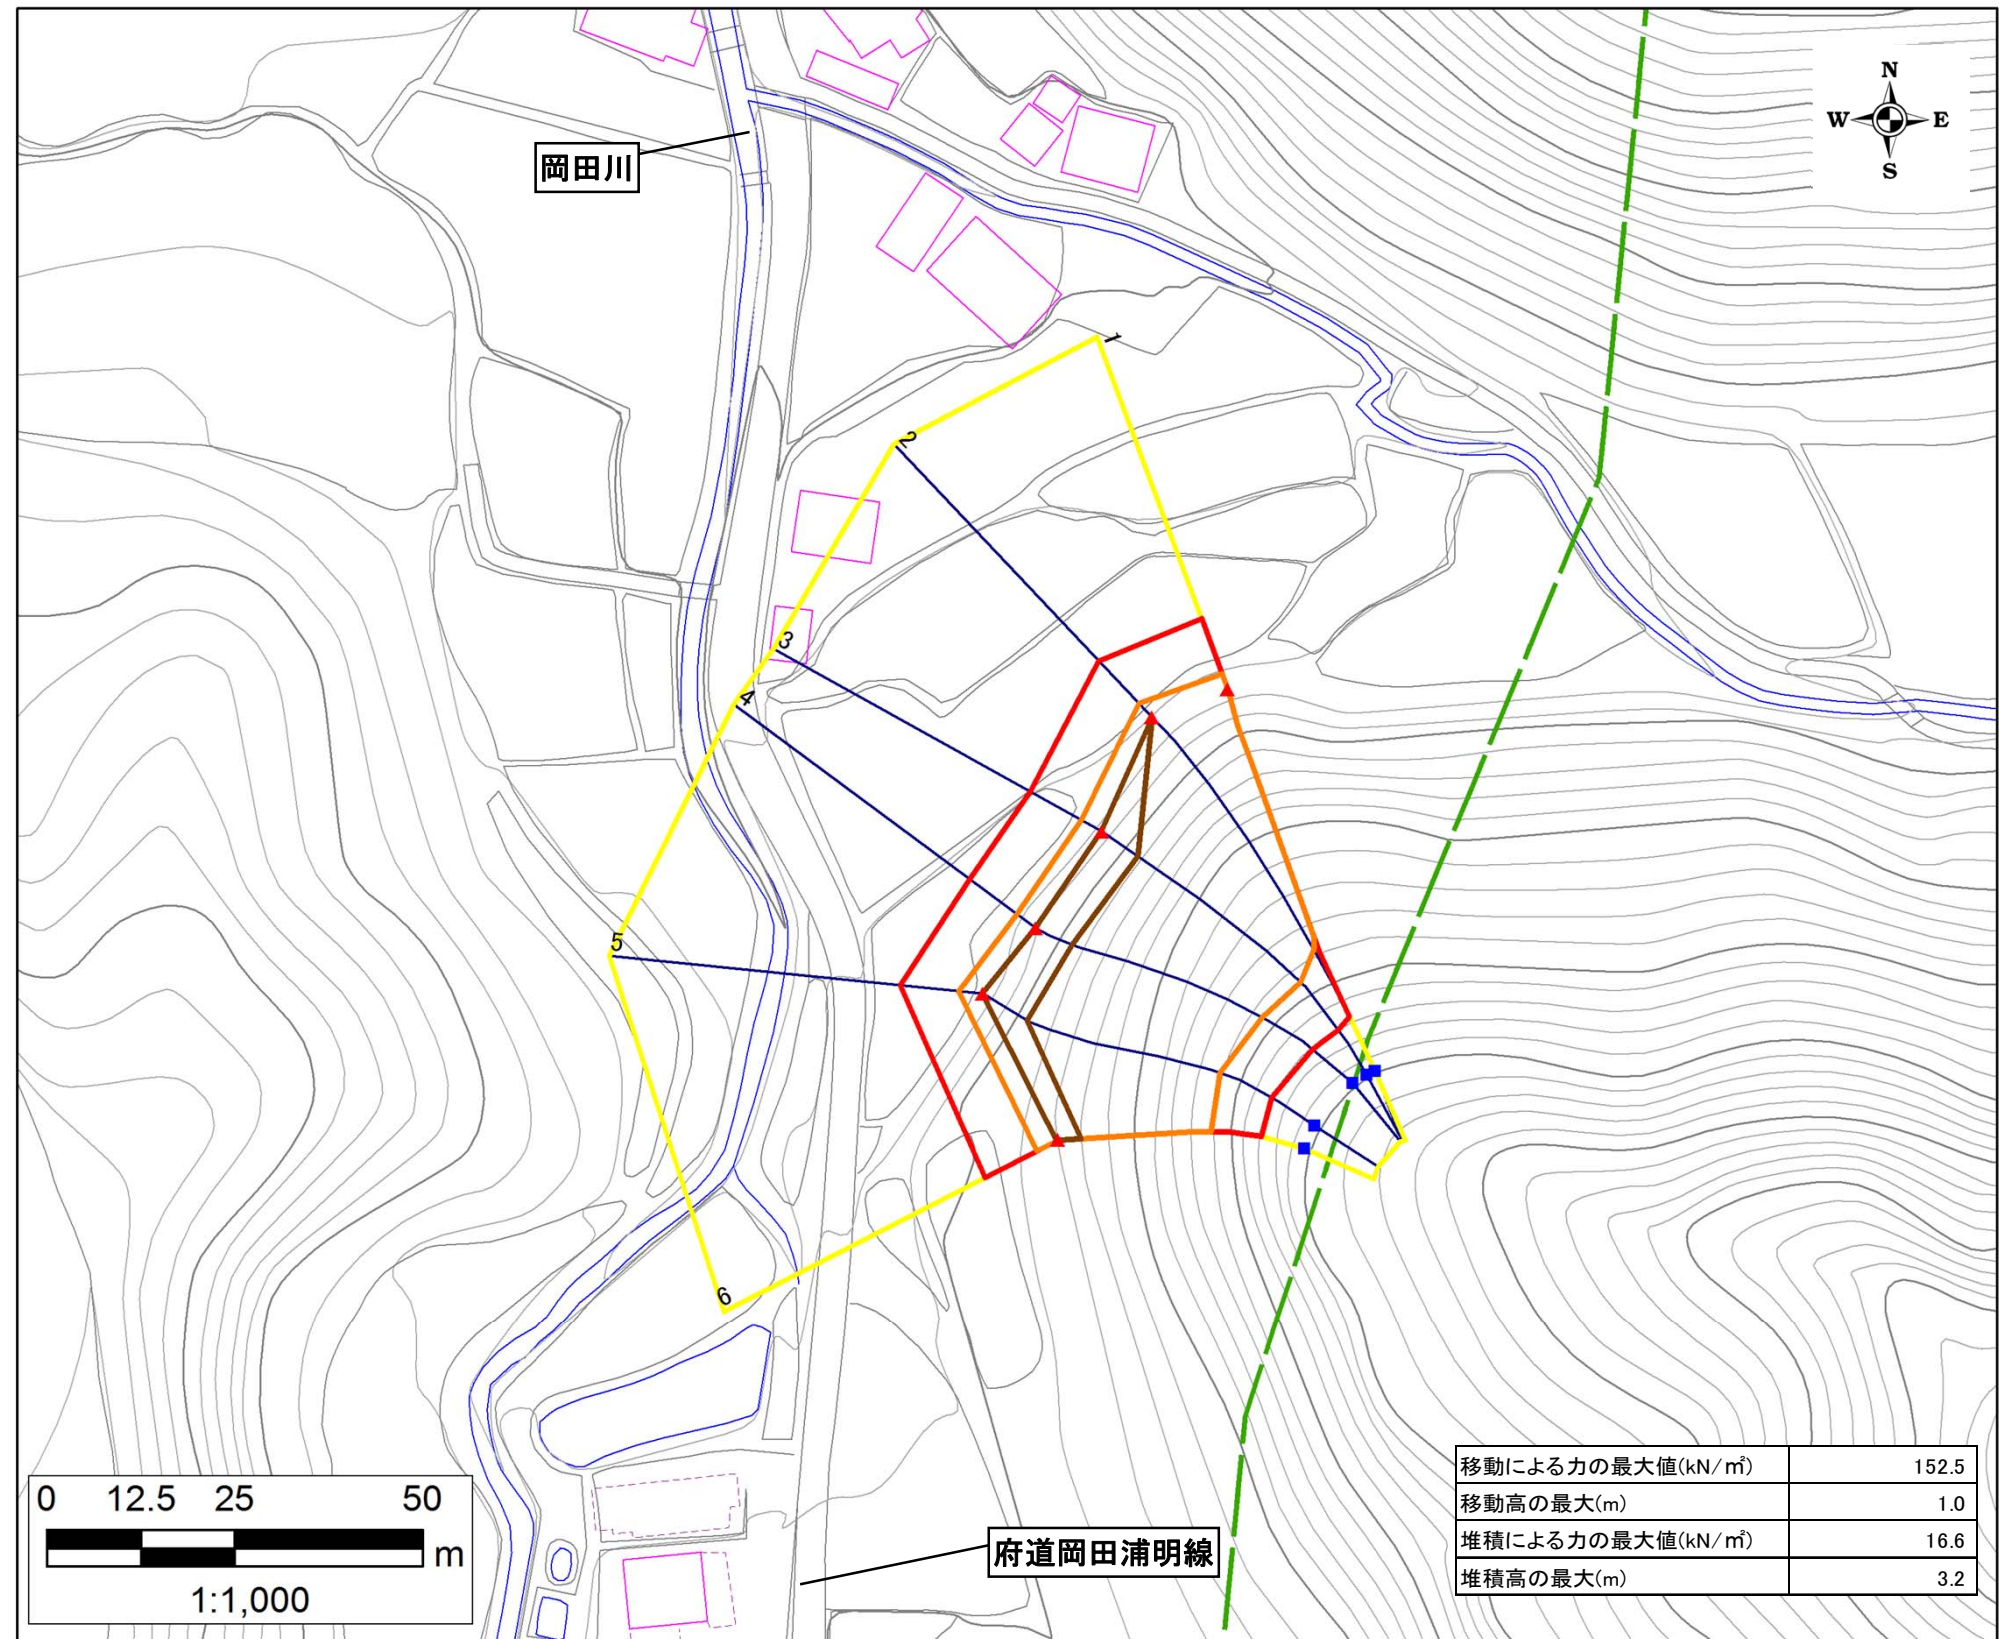 N
W E
S
岡田川
1
2
3
4
5
6
0 12.5 25 50
m
1:1,000
府道岡田浦明線
移動による力の最大値(kN/㎡) 152.5
移動高の最大(m) 1.0
堆積による力の最大値(kN/㎡) 16.6
堆積高の最大(m) 3.2